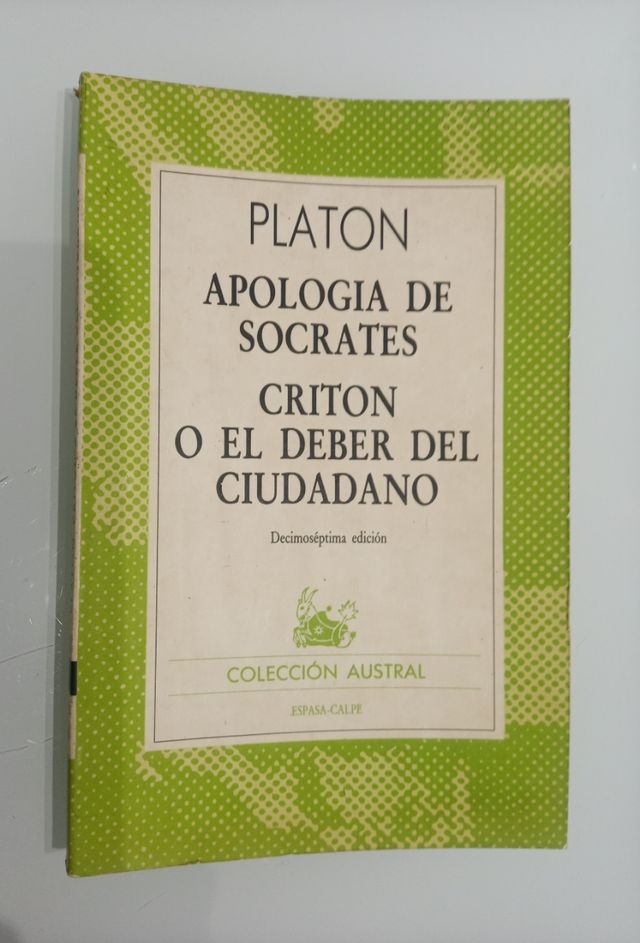 PLATON
APOLOGIA DE
SOCRATES
CRITON
O EL DEBER DEL
CIUDADANO
Decimoséptima edición
COLECCIÓN AUSTRAL
ESPASA-CALPE